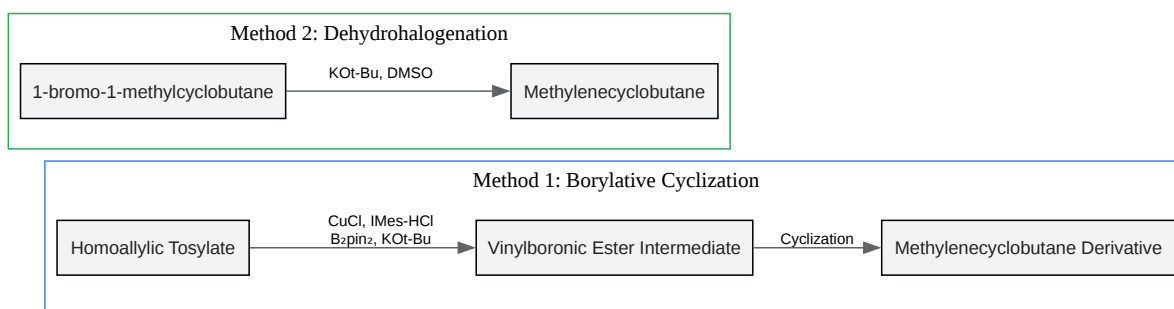 Method 2: Dehydrohalogenation
1-bromo-1-methylcyclobutane
KOt-Bu, DMSO
Methylenecyclobutane
Method 1: Borylative Cyclization
Homoallylic Tosylate
CuCl, IMes-HCl
B₂pin₂, KOt-Bu
Vinylboronic Ester Intermediate
Cyclization
Methylenecyclobutane Derivative